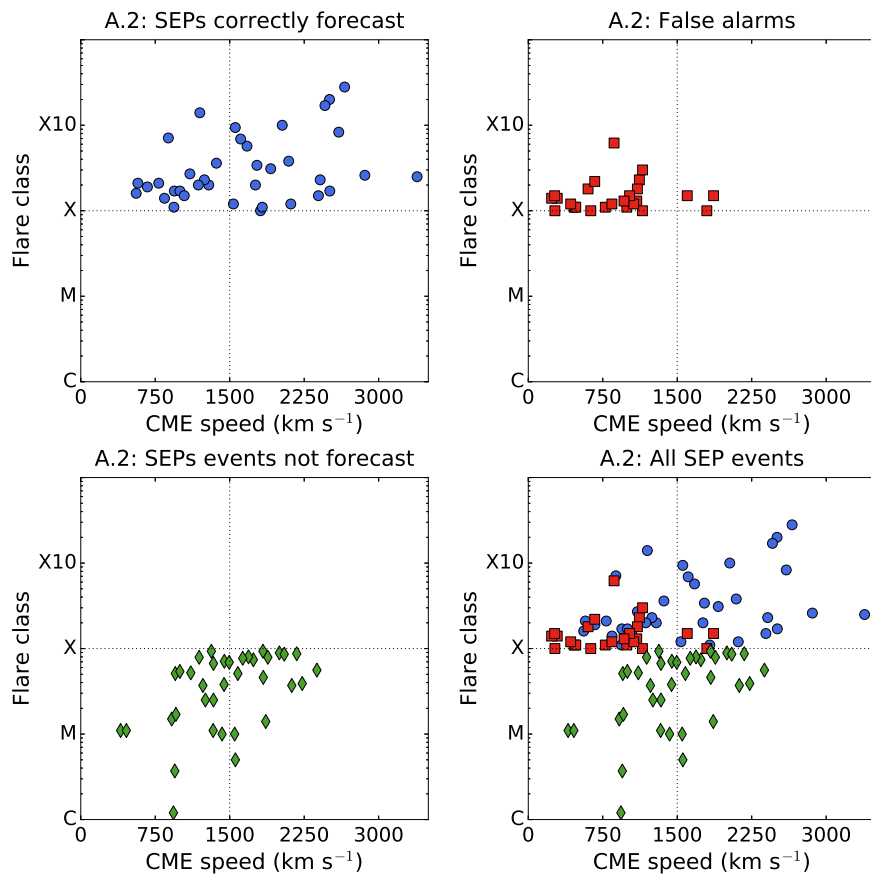 A.2: SEPs correctly forecast
X10
X
M
C
Flare class
0 750 1500 2250 3000
CME speed (km s⁻¹)
A.2: False alarms
X10
X
M
C
Flare class
0 750 1500 2250 3000
CME speed (km s⁻¹)
A.2: SEPs events not forecast
X10
X
M
C
Flare class
0 750 1500 2250 3000
CME speed (km s⁻¹)
A.2: All SEP events
X10
X
M
C
Flare class
0 750 1500 2250 3000
CME speed (km s⁻¹)